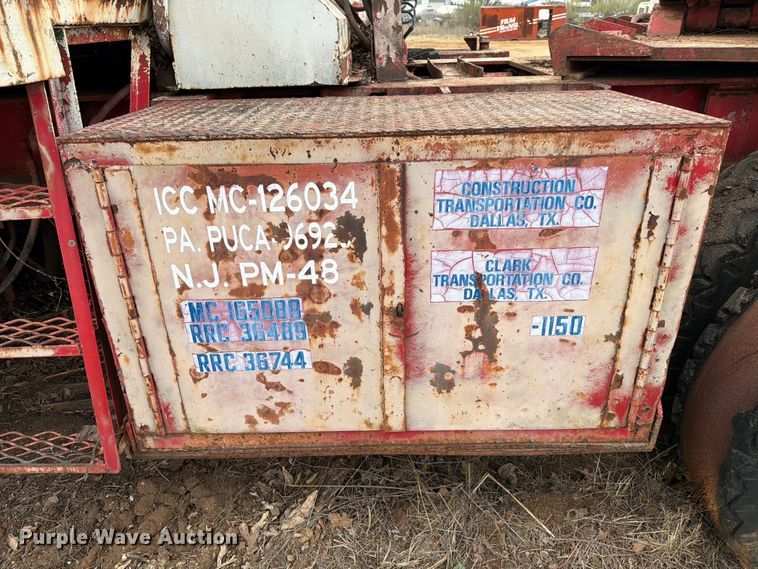 ICC MC-126034
PA. PUCA-
N.J. PM-48
MC 163088
RRC 36489
RRC 36744
CONSTRUCTION
TRANSPORTATION CO.
DALLAS, TX.
CLARK
TRANSPORTATION CO.
DALLAS, TX.
-1150
Purple Wave Auction